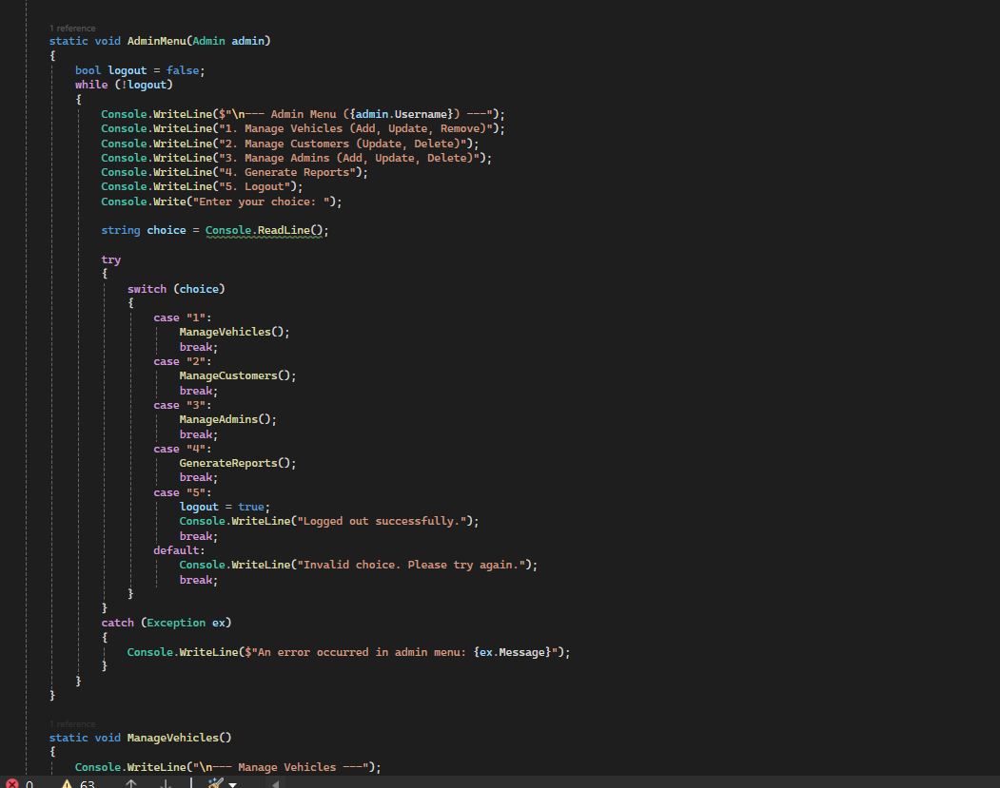 1 reference
static void AdminMenu(Admin admin)
{
bool logout = false;
while (!logout)
{
Console.WriteLine($"\n--- Admin Menu ({admin.Username}) ---");
Console.WriteLine("1. Manage Vehicles (Add, Update, Remove)");
Console.WriteLine("2. Manage Customers (Update, Delete)");
Console.WriteLine("3. Manage Admins (Add, Update, Delete)");
Console.WriteLine("4. Generate Reports");
Console.WriteLine("5. Logout");
Console.Write("Enter your choice: ");
string choice = Console.ReadLine();
try
{
switch (choice)
{
case "1":
ManageVehicles();
break;
case "2":
ManageCustomers();
break;
case "3":
ManageAdmins();
break;
case "4":
GenerateReports();
break;
case "5":
logout = true;
Console.WriteLine("Logged out successfully.");
break;
default:
Console.WriteLine("Invalid choice. Please try again.");
break;
}
}
catch (Exception ex)
{
Console.WriteLine($"An error occurred in admin menu: {ex.Message}");
}
}
}
1 reference
static void ManageVehicles()
{
Console.WriteLine("\n--- Manage Vehicles ---");
0 63